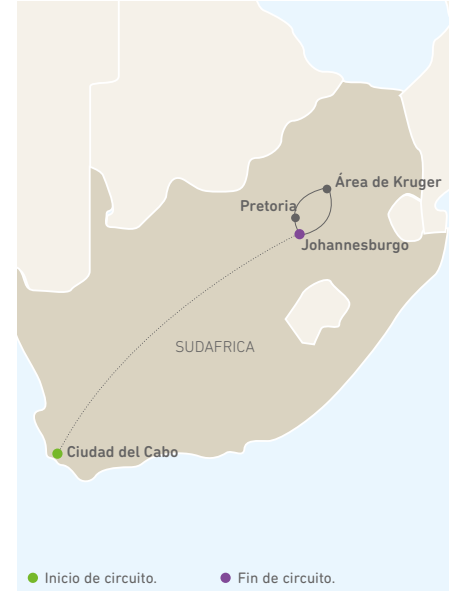 Área de Kruger
Pretoria
Johannesburgo
SUDAFRICA
Ciudad del Cabo
Inicio de circuito.
Fin de circuito.